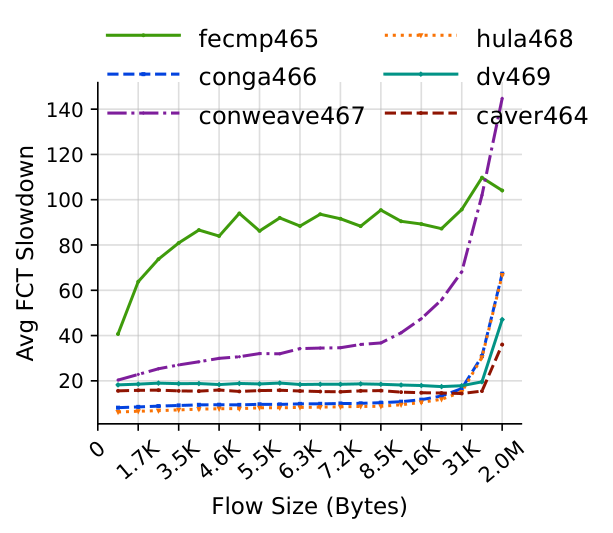 fecmp465 hula468
conga466 dv469
conweave467 caver464
140
120
100
80
60
40
20
Avg FCT Slowdown
0 1.7K 3.5K 4.6K 5.5K 6.3K 7.2K 8.5K 16K 31K 2.0M
Flow Size (Bytes)